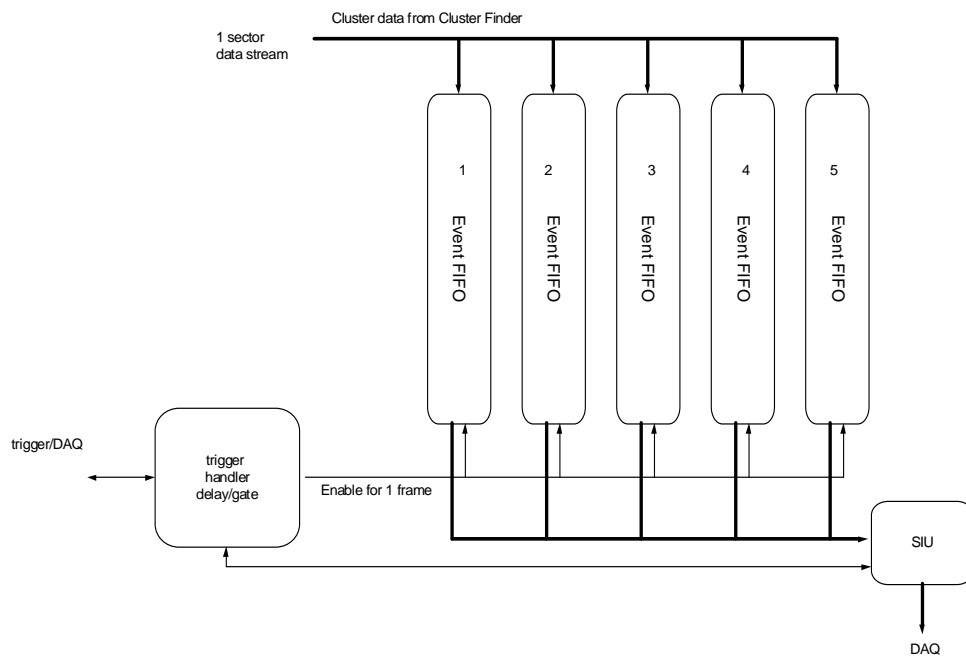 Cluster data from Cluster Finder
1 sector
data stream
1
2
3
4
5
Event FIFO
Event FIFO
Event FIFO
Event FIFO
Event FIFO
trigger/DAQ
trigger
handler
delay/gate
Enable for 1 frame
SIU
DAQ